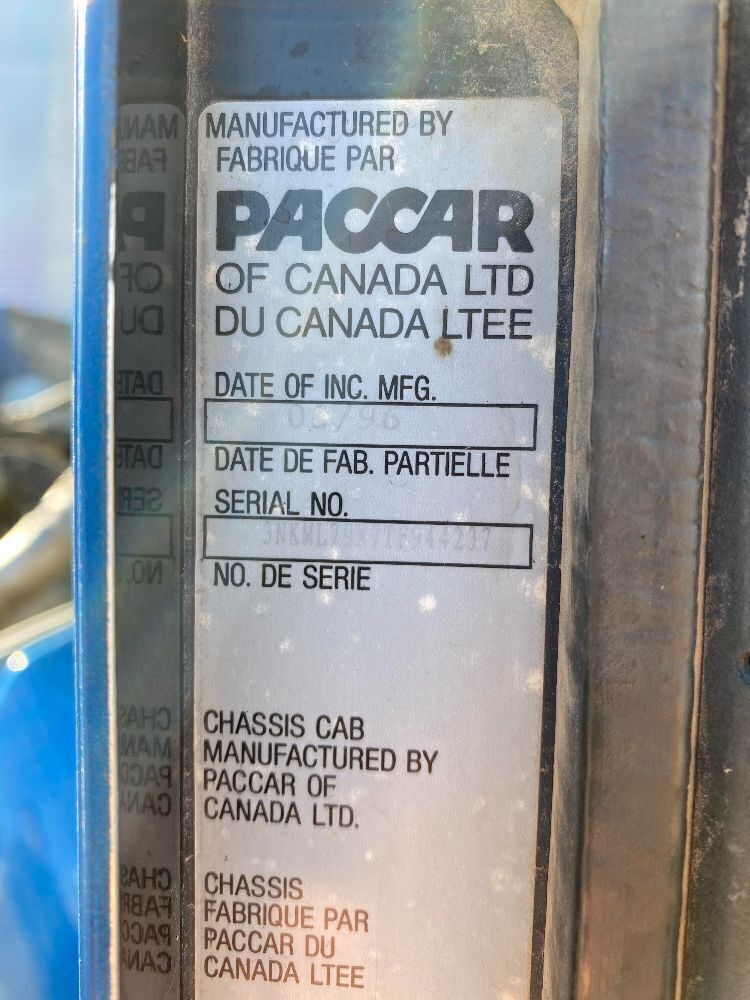 MANUFACTURED BY
FABRIQUE PAR
PACCAR
OF CANADA LTD
DU CANADA LTEE
DATE OF INC. MFG.
DATE DE FAB. PARTIELLE
SERIAL NO.
NO. DE SERIE
CHASSIS CAB
MANUFACTURED BY
PACCAR OF
CANADA LTD.
CHASSIS
FABRIQUE PAR
PACCAR DU
CANADA LTEE